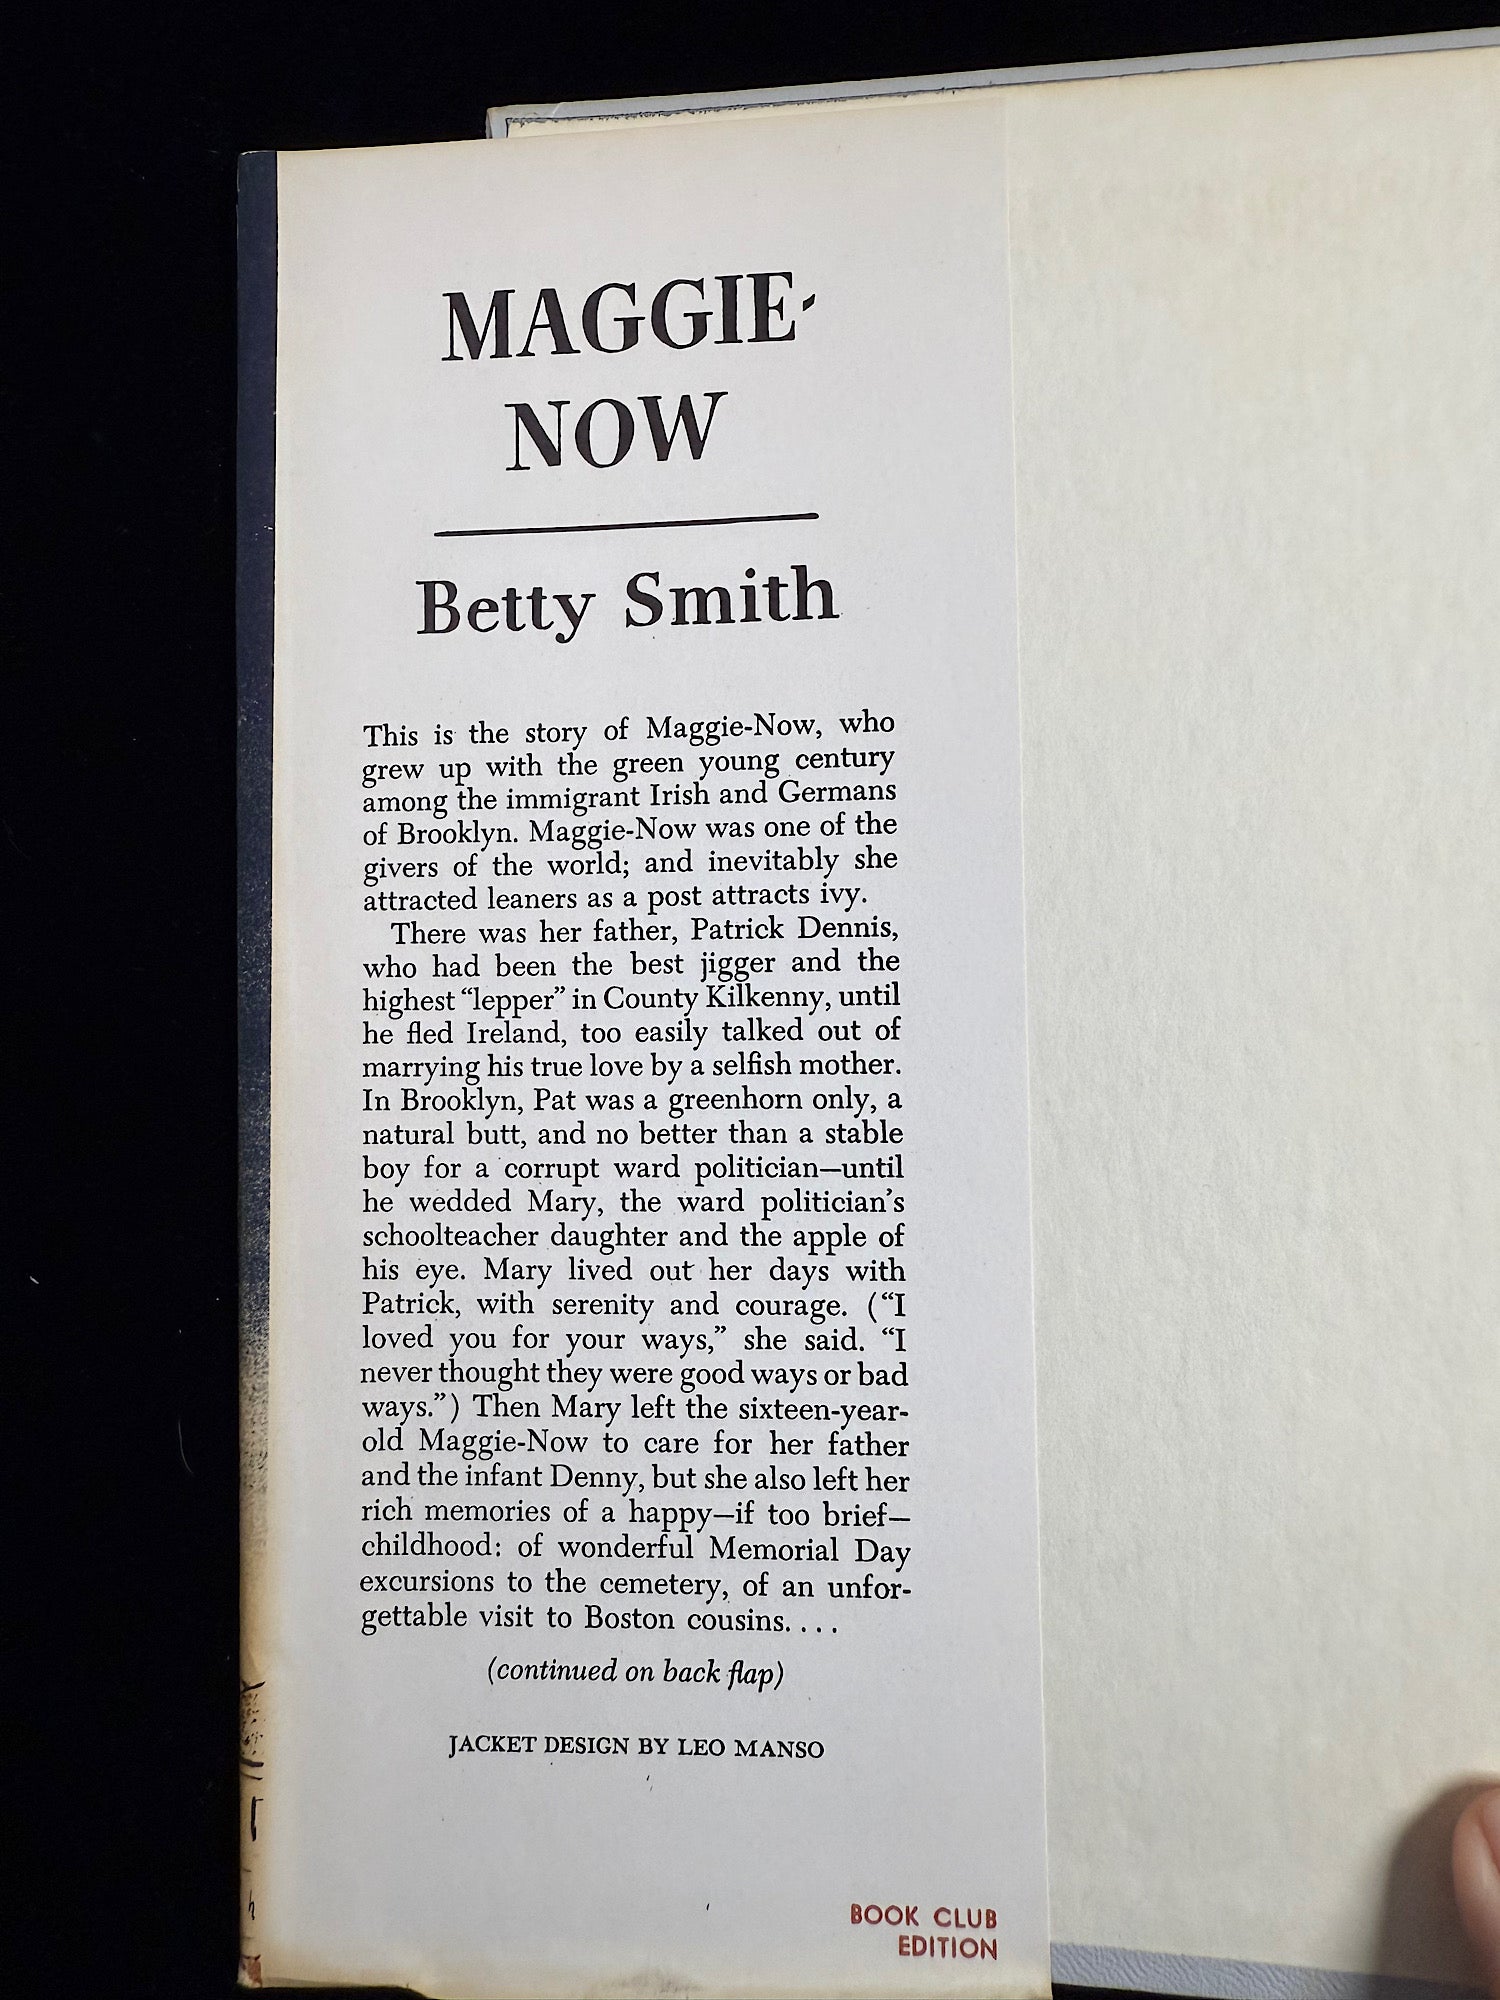 MAGGIE-
NOW
Betty Smith
This is the story of Maggie-Now, who
grew up with the green young century
among the immigrant Irish and Germans
of Brooklyn. Maggie-Now was one of the
givers of the world; and inevitably she
attracted leaners as a post attracts ivy.
There was her father, Patrick Dennis,
who had been the best jigger and the
highest “lepper” in County Kilkenny, until
he fled Ireland, too easily talked out of
marrying his true love by a selfish mother.
In Brooklyn, Pat was a greenhorn only, a
natural butt, and no better than a stable
boy for a corrupt ward politician—until
he wedded Mary, the ward politician’s
schoolteacher daughter and the apple of
his eye. Mary lived out her days with
Patrick, with serenity and courage. (“I
loved you for your ways,” she said. “I
never thought they were good ways or bad
ways.”) Then Mary left the sixteen-year-
old Maggie-Now to care for her father
and the infant Denny, but she also left her
rich memories of a happy—if too brief—
childhood: of wonderful Memorial Day
excursions to the cemetery, of an unfor-
gettable visit to Boston cousins. . . .
(continued on back flap)
JACKET DESIGN BY LEO MANSO
BOOK CLUB
EDITION